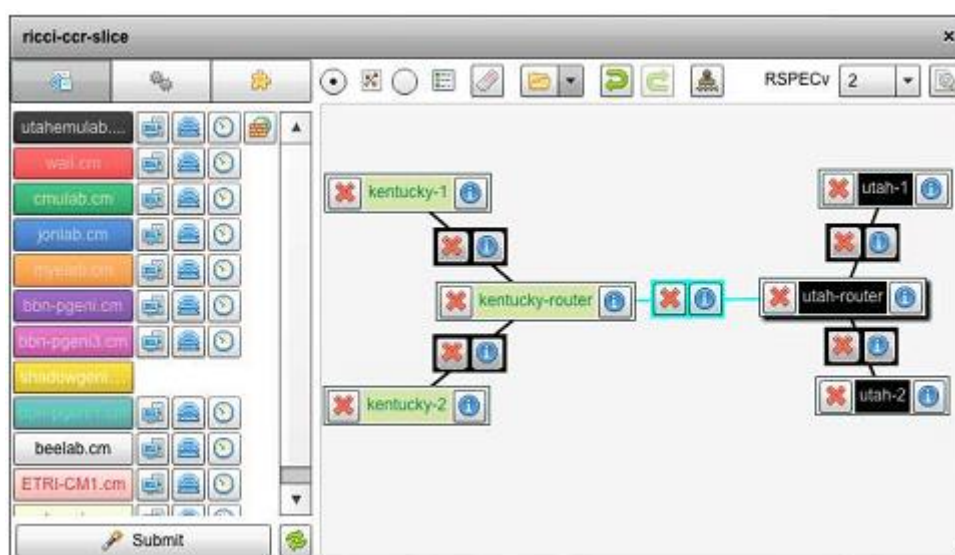 ricci-ccr-slice
RSPECv 2
utahemulab....
wail.cm
cmulab.cm
jonlab.cm
bbn-pgeni.cm
bbn-pgeni3.cm
shadowgeni....
beelab.cm
ETRI-CM1.cm
Submit
kentucky-1
utah-1
kentucky-router
utah-router
kentucky-2
utah-2